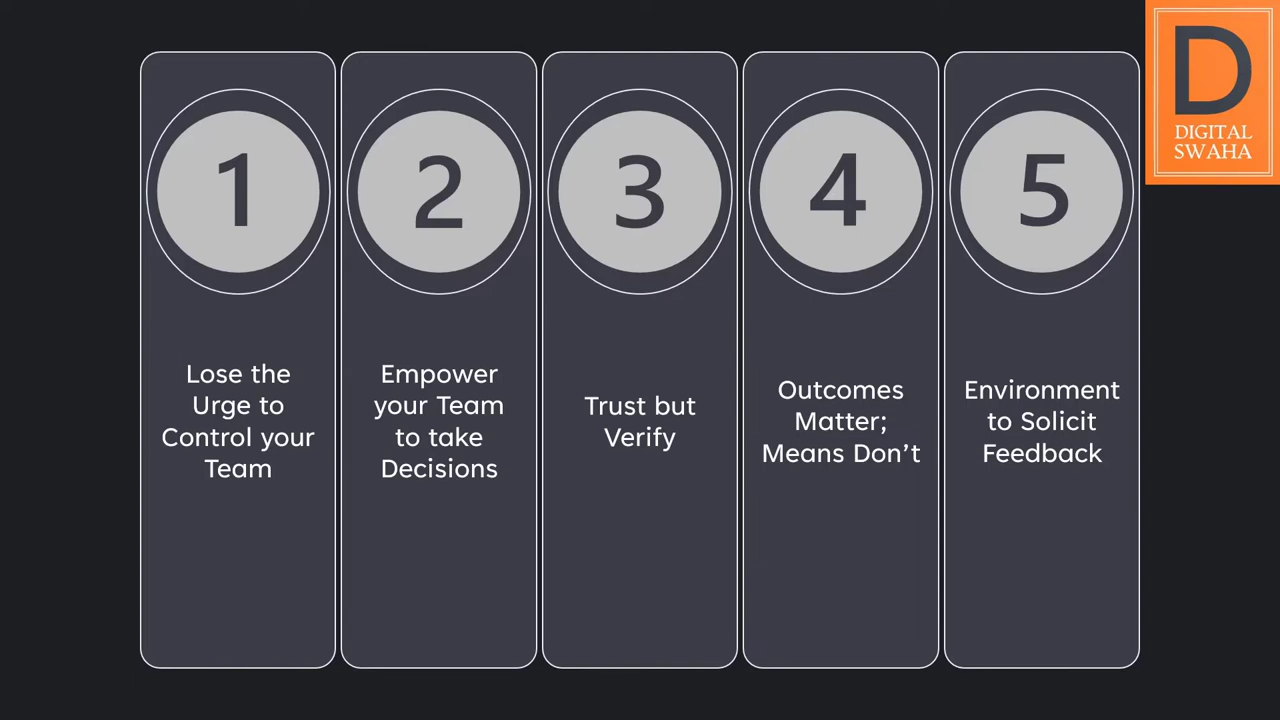 1
Lose the
Urge to
Control your
Team
2
Empower
your Team
to take
Decisions
3
Trust but
Verify
4
Outcomes
Matter;
Means Don’t
5
Environment
to Solicit
Feedback
D
DIGITAL
SWAHA